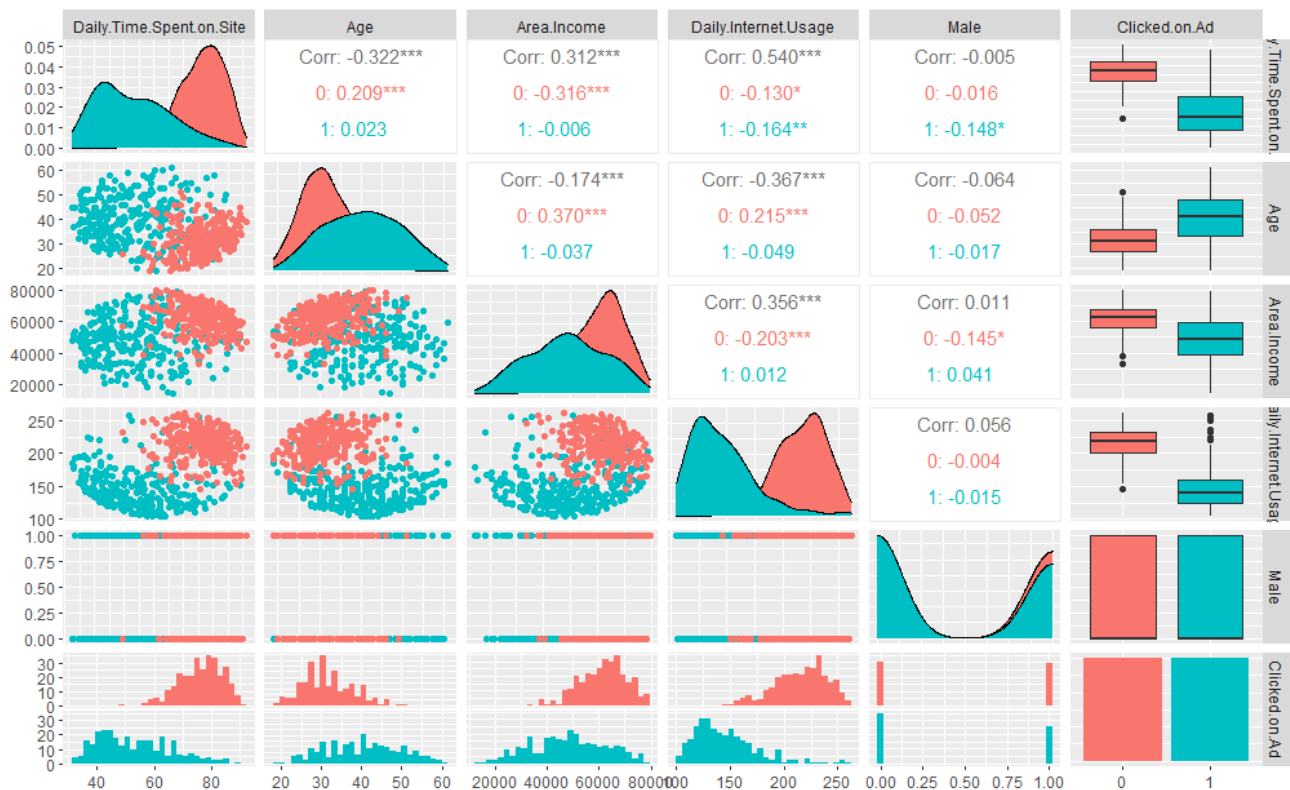 Daily.Time.Spent.on.Site Age Area.Income Daily.Internet.Usage Male Clicked.on.Ad
0.05 Corr: -0.322*** Corr: 0.312*** Corr: 0.540*** Corr: -0.005
0.04
0.03 0: 0.209*** 0: -0.316*** 0: -0.130* 0: -0.016
0.02
0.01 1: 0.023 1: -0.006 1: -0.164** 1: -0.148*
0.00
y.Time.Spent.on.
60 Corr: -0.174*** Corr: -0.367*** Corr: -0.064
50
40 0: 0.370*** 0: 0.215*** 0: -0.052
30 1: -0.037 1: -0.049 1: -0.017
20
Age
80000 Corr: 0.356*** Corr: 0.011
60000 0: -0.203*** 0: -0.145*
40000 1: 0.012 1: 0.041
20000
Area.Income
250 Corr: 0.056
200 0: -0.004
150 1: -0.015
100
aily.Internet.Usag
1.00
0.75
0.50
0.25
0.00
Male
30
20
10
0
30
20
10
0
Clicked.on.Ad
40 60 80 20 30 40 50 60 20000 40000 60000 80000 100 150 200 250 0.00 0.25 0.50 0.75 1.00 0 1